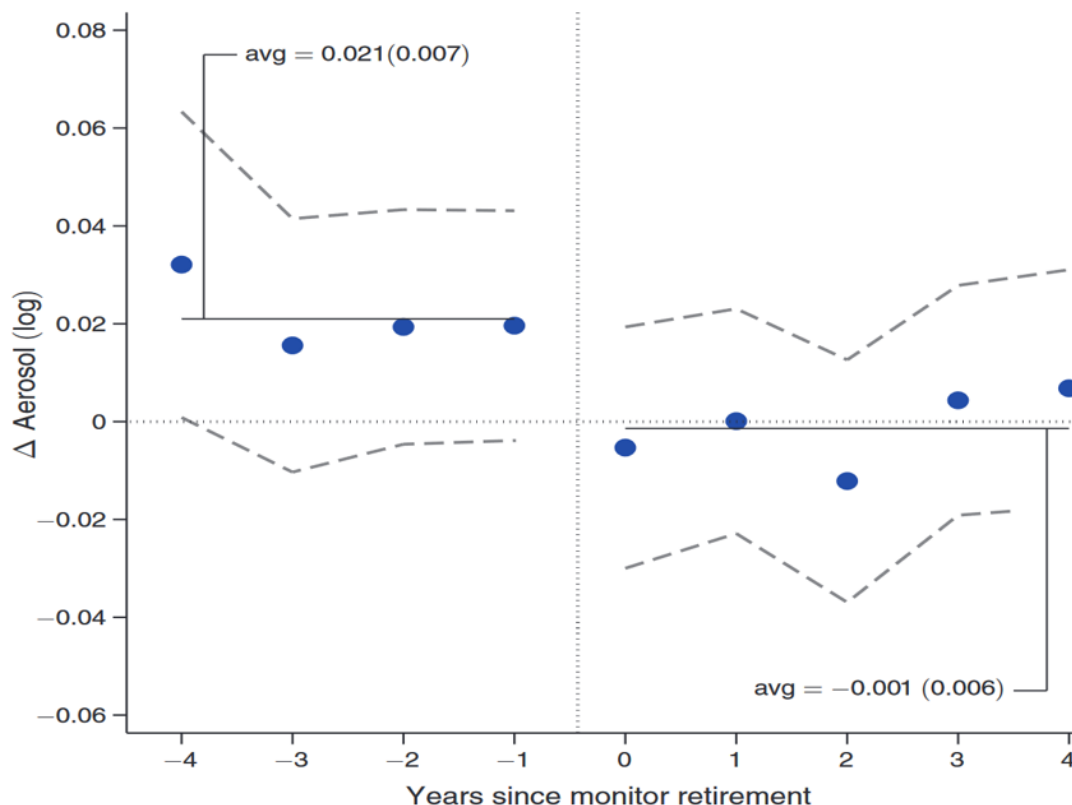 0.08
avg = 0.021(0.007)
0.06
0.04
0.02
0
−0.02
−0.04
avg = −0.001 (0.006)
−0.06
Δ Aerosol (log)
−4 −3 −2 −1 0 1 2 3 4
Years since monitor retirement